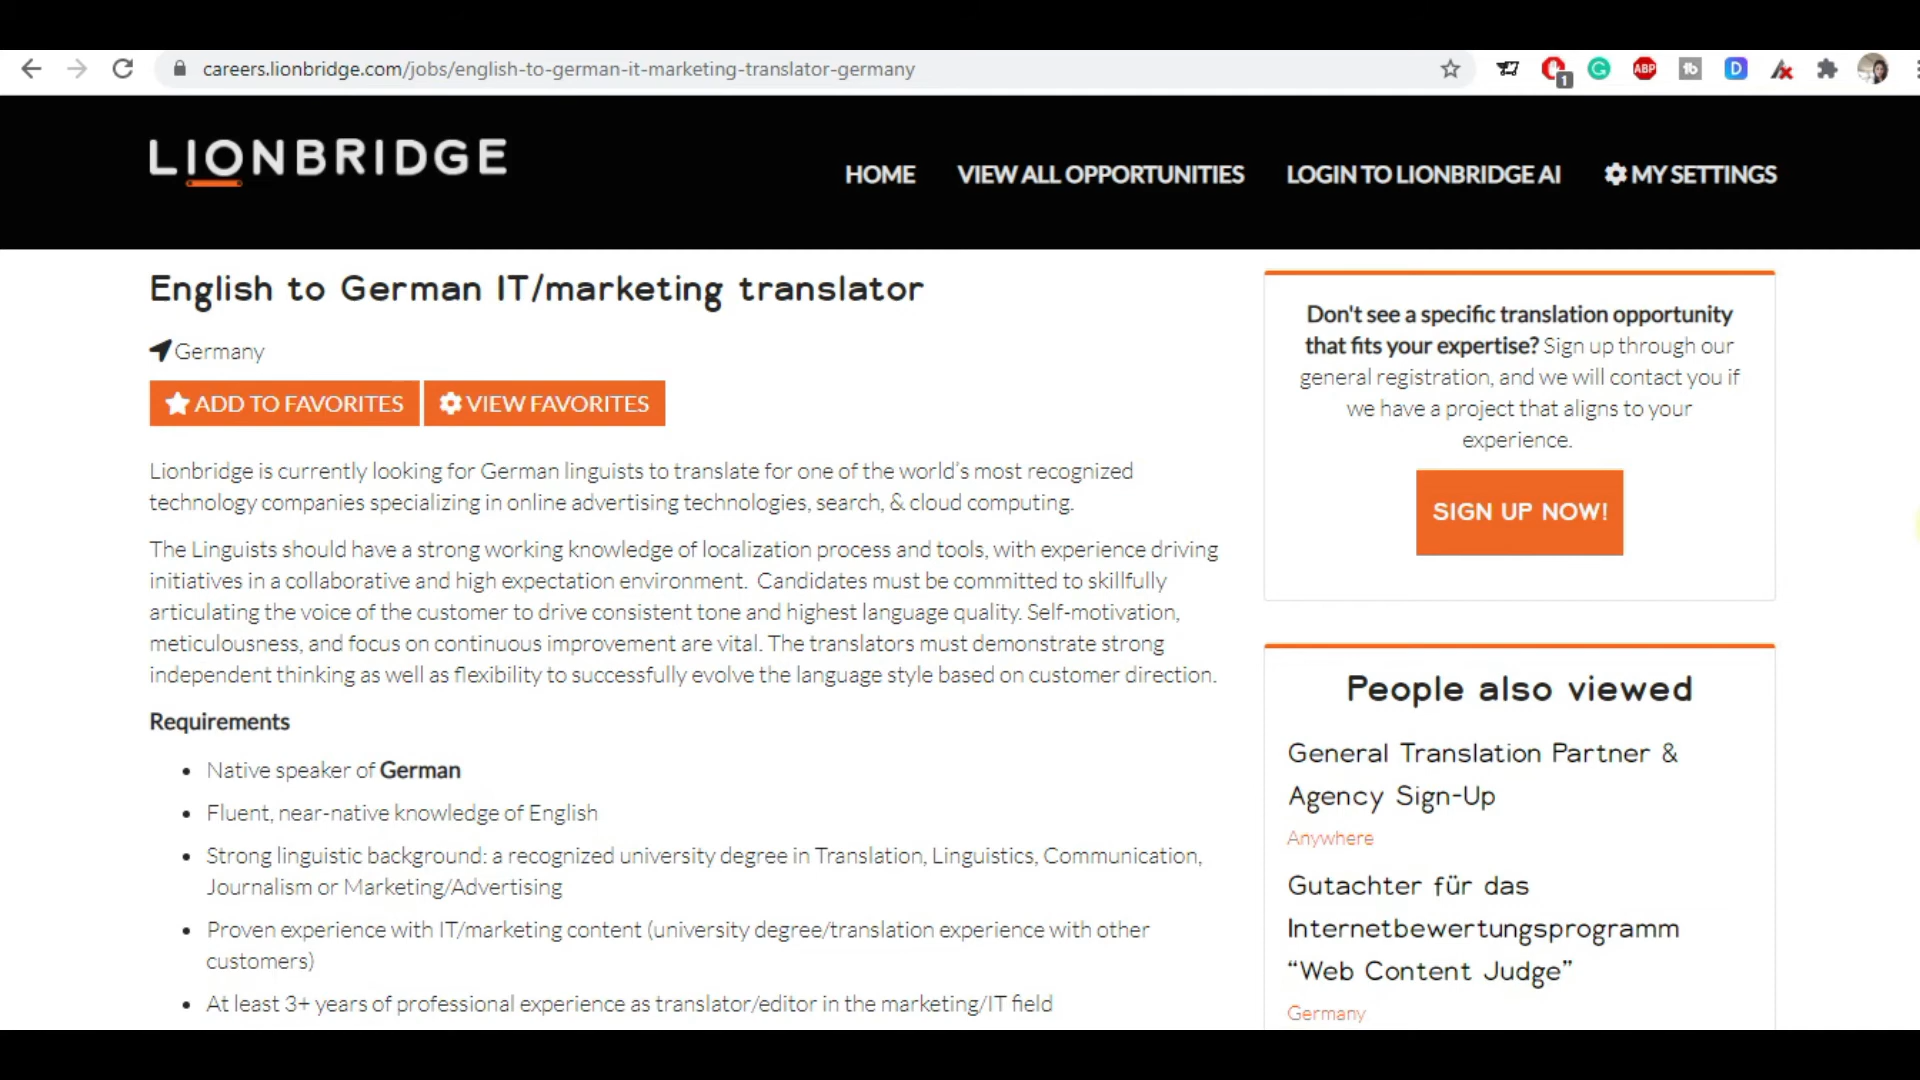 careers.lionbridge.com/jobs/english-to-german-it-marketing-translator-germany
1
G
ABP
tb
D
LIONBRIDGE
HOME VIEW ALL OPPORTUNITIES LOGIN TO LIONBRIDGE AI MY SETTINGS
English to German IT/marketing translator
Germany
ADD TO FAVORITES VIEW FAVORITES
Lionbridge is currently looking for German linguists to translate for one of the world's most recognized
technology companies specializing in online advertising technologies, search, & cloud computing.
The Linguists should have a strong working knowledge of localization process and tools, with experience driving
initiatives in a collaborative and high expectation environment. Candidates must be committed to skillfully
articulating the voice of the customer to drive consistent tone and highest language quality. Self-motivation,
meticulousness, and focus on continuous improvement are vital. The translators must demonstrate strong
independent thinking as well as flexibility to successfully evolve the language style based on customer direction.
Requirements
• Native speaker of German
• Fluent, near-native knowledge of English
• Strong linguistic background: a recognized university degree in Translation, Linguistics, Communication,
Journalism or Marketing/Advertising
• Proven experience with IT/marketing content (university degree/translation experience with other
customers)
• At least 3+ years of professional experience as translator/editor in the marketing/IT field
Don't see a specific translation opportunity
that fits your expertise? Sign up through our
general registration, and we will contact you if
we have a project that aligns to your
experience.
SIGN UP NOW!
People also viewed
General Translation Partner &
Agency Sign-Up
Anywhere
Gutachter für das
Internetbewertungsprogramm
“Web Content Judge”
Germany